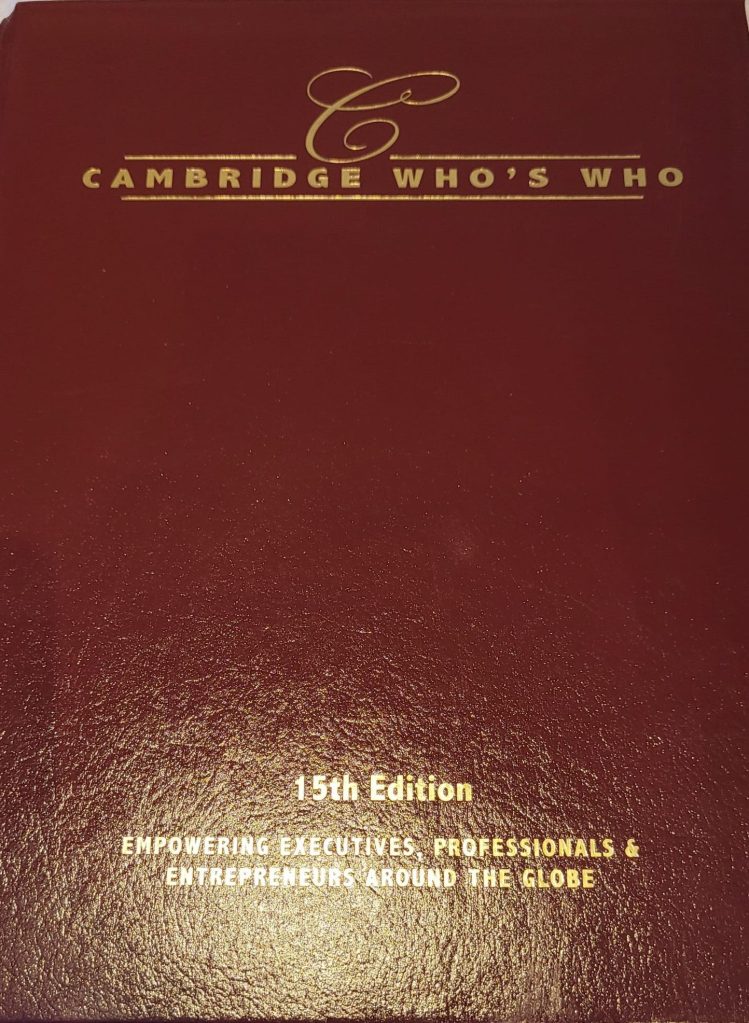 C
CAMBRIDGE WHO'S WHO
15th Edition
EMPOWERING EXECUTIVES, PROFESSIONALS &
ENTREPRENEURS AROUND THE GLOBE